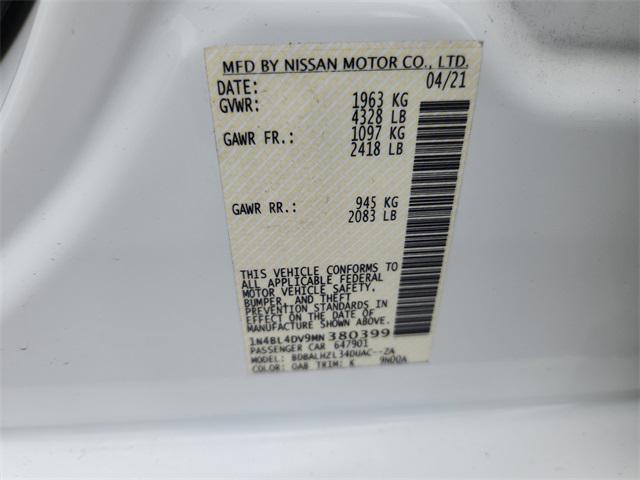 MFD BY NISSAN MOTOR CO., LTD.
DATE: 04/21
GVWR: 1963 KG
4328 LB
GAWR FR.: 1097 KG
2418 LB
GAWR RR.: 945 KG
2083 LB
THIS VEHICLE CONFORMS TO
ALL APPLICABLE FEDERAL
MOTOR VEHICLE SAFETY,
BUMPER, AND THEFT
PREVENTION STANDARDS IN
EFFECT ON THE DATE OF
MANUFACTURE SHOWN ABOVE.
1N4BL4DV9MN380399
PASSENGER CAR 647901
MODEL: BDBALHZL34DUAC--ZA
COLOR: QAB TRIM: K 9N00A